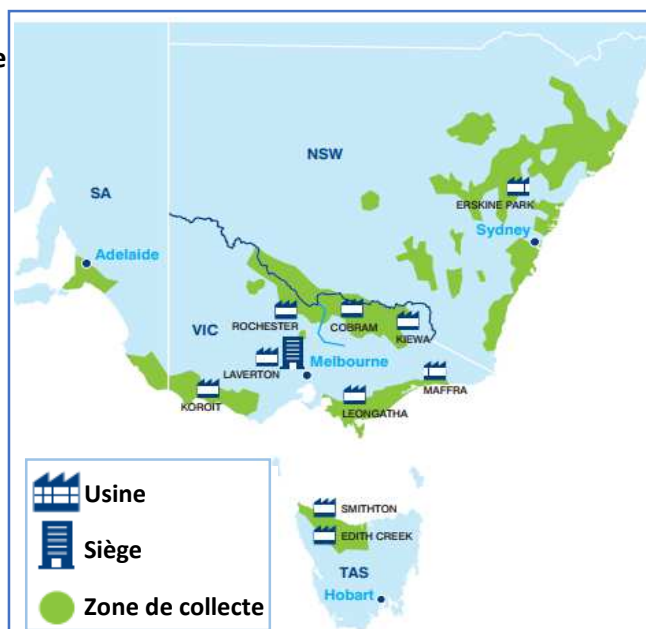 e
NSW
SA
ERSKINE PARK
Sydney
Adelaide
ROCHESTER
COBRAM
KIEWA
VIC
LAVERTON
Melbourne
MAFFRA
KOROIT
LEONGATHA
Usine
Siège
Zone de collecte
SMITHTON
EDITH CREEK
TAS
Hobart